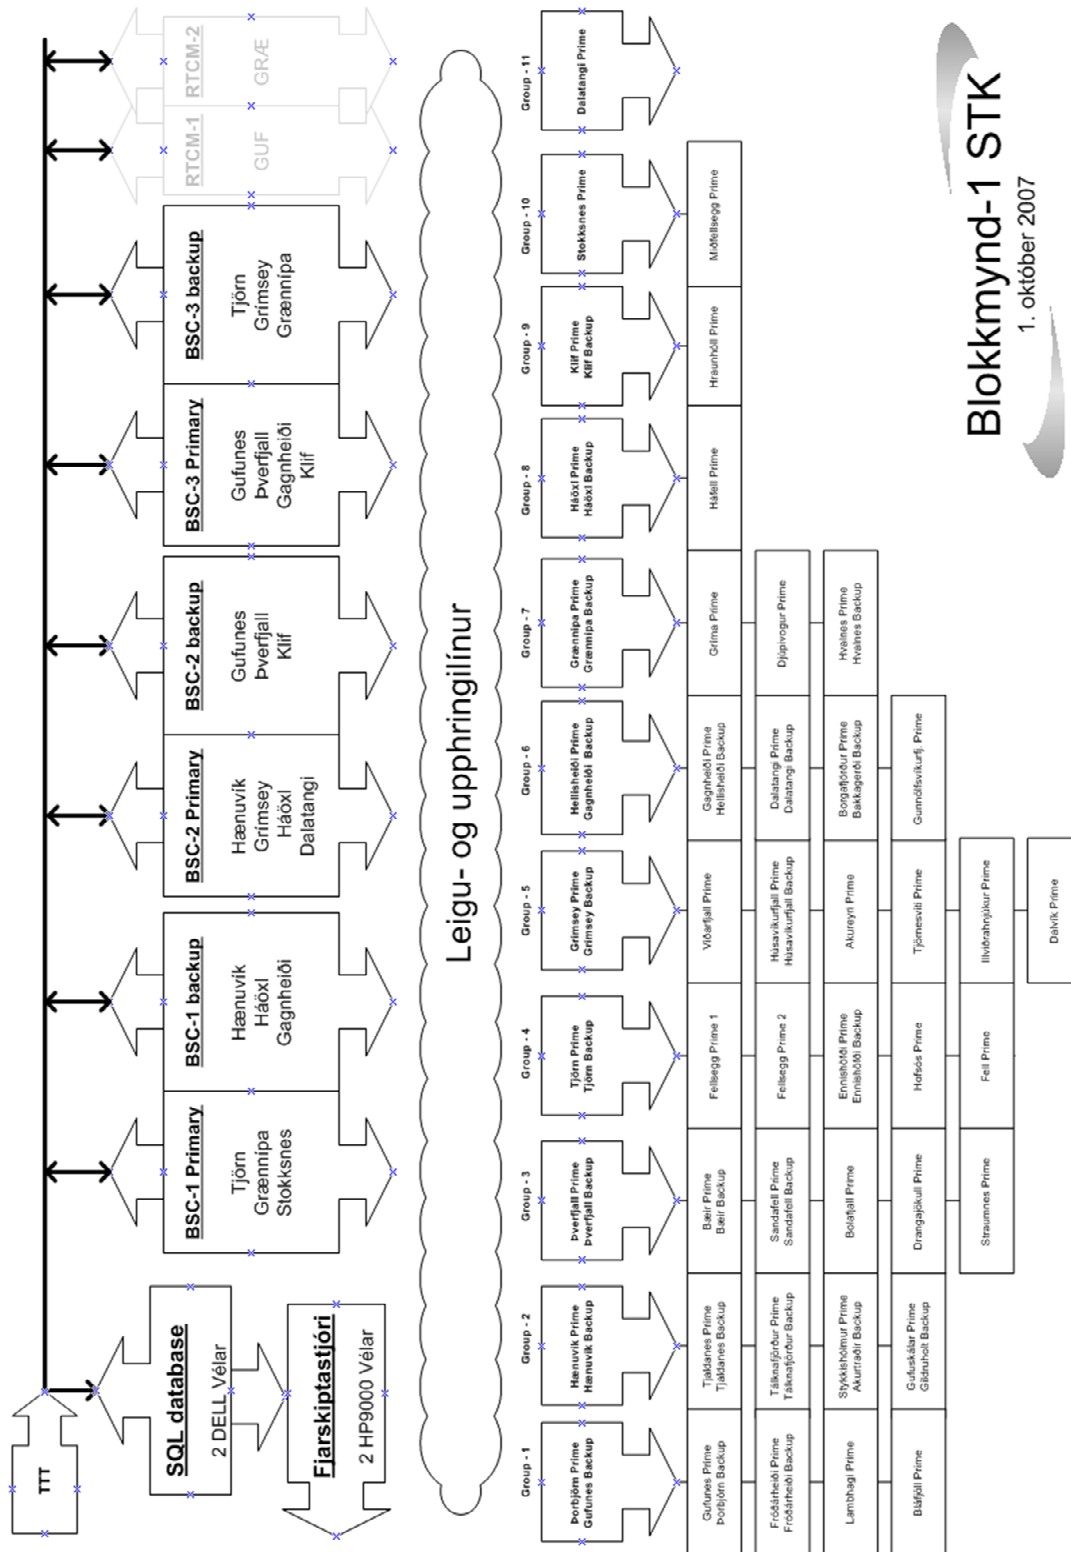 TTT
SQL database
2 DELL Vélar
Fjarskiptastjóri
2 HP9000 Vélar
BSC-1 Primary
Tjörn
Grænnípa
Stokksnes
BSC-1 backup
Hænuvik
Háöxl
Gagnheiði
BSC-2 Primary
Hænuvík
Grímsey
Háöxl
Dalatangi
BSC-2 backup
Gufunes
Þverfjall
Klif
BSC-3 Primary
Gufunes
Þverfjall
Gagnheiði
Klif
BSC-3 backup
Tjörn
Grímsey
Grænnípa
RTCM-1
GUF
RTCM-2
GRÆ
Leigu- og upphringilínur
Group - 1
Þorbjörn Prime
Gufunes Backup
Gufunes Prime
Þorbjörn Backup
Fróðárheiði Prime
Fróðárheiði Backup
Lambhagi Prime
Bláfjöll Prime
Group - 2
Hænuvík Prime
Hænuvík Backup
Tjaldanes Prime
Tjaldanes Backup
Tálknafjörður Prime
Tálknafjörður Backup
Stykkishólmur Prime
Akurtraðir Backup
Gufuskálar Prime
Gildruholt Backup
Group - 3
Þverfjall Prime
Þverfjall Backup
Bæir Prime
Bæir Backup
Sandafell Prime
Sandafell Backup
Bolafjall Prime
Drangajökull Prime
Straumnes Prime
Group - 4
Tjörn Prime
Tjörn Backup
Fellsegg Prime 1
Fellsegg Prime 2
Ennishöfði Prime
Ennishöfði Backup
Hofsós Prime
Fell Prime
Group - 5
Grímsey Prime
Grímsey Backup
Viðarfjall Prime
Húsavíkurfjall Prime
Húsavíkurfjall Backup
Akureyri Prime
Tjörnesviti Prime
Illviðrahnjúkur Prime
Dalvík Prime
Group - 6
Hellisheiði Prime
Gagnheiði Backup
Gagnheiði Prime
Hellisheiði Backup
Dalatangi Prime
Dalatangi Backup
Borgafjörður Prime
Bakkagerði Backup
Gunnólfsvíkurfj. Prime
Group - 7
Grænnípa Prime
Grænnípa Backup
Gríma Prime
Djúpivogur Prime
Hvalnes Prime
Hvalnes Backup
Group - 8
Háöxl Prime
Háöxl Backup
Háfell Prime
Group - 9
Klif Prime
Klif Backup
Hraunhóll Prime
Group - 10
Stokksnes Prime
Miðfellsegg Prime
Group - 11
Dalatangi Prime
Blokkmynd-1 STK
1. október 2007